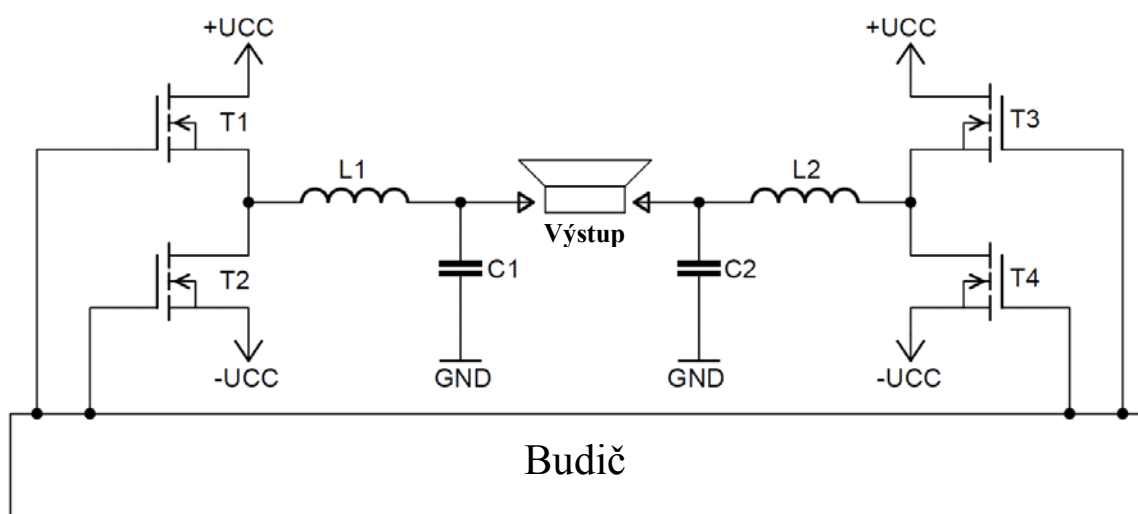 +UCC
+UCC
T1
T3
L1
L2
Výstup
T2
C1
C2
T4
-UCC
GND
GND
-UCC
Budič